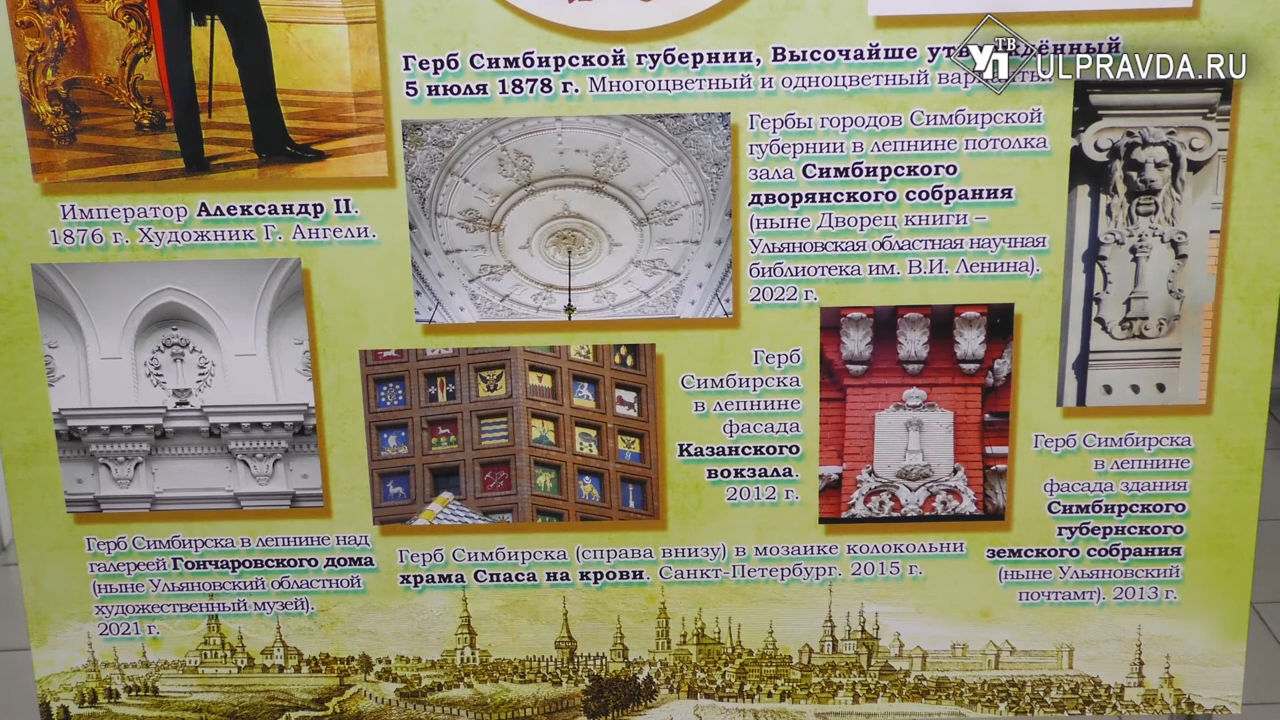 Герб Симбирской губернии, Высочайше
5 июля 1878 г. Многоцветный и одноцветный
УП ТВ ULPRAVDA.RU
Император Александр II.
1876 г. Художник Г. Ангели.
Гербы городов Симбирской
губернии в лепнине потолка
зала Симбирского
дворянского собрания
(ныне Дворец книги –
Ульяновская областная научная
библиотека им. В.И. Ленина).
2022 г.
Герб
Симбирска
в лепнине
фасада
Казанского
вокзала.
2012 г.
Герб Симбирска
в лепнине
фасада здания
Симбирского
губернского
земского собрания
(ныне Ульяновский
почтамт). 2013 г.
Герб Симбирска в лепнине над
галереей Гончаровского дома
(ныне Ульяновский областной
художественный музей).
2021 г.
Герб Симбирска (справа внизу) в мозаике колокольни
храма Спаса на крови. Санкт-Петербург. 2015 г.